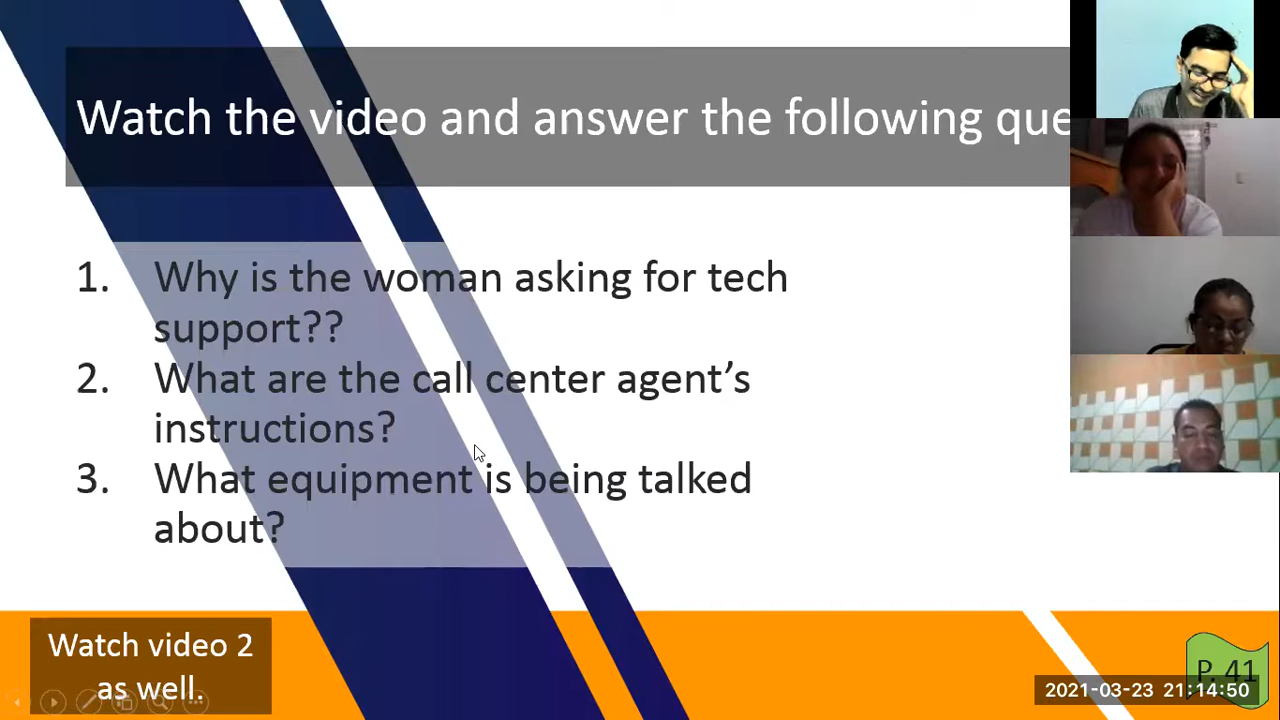 Watch the video and answer the following que
1. Why is the woman asking for tech
support??
2. What are the call center agent’s
instructions?
3. What equipment is being talked
about?
Watch video 2
as well.
P. 41
2021-03-23 21:14:50